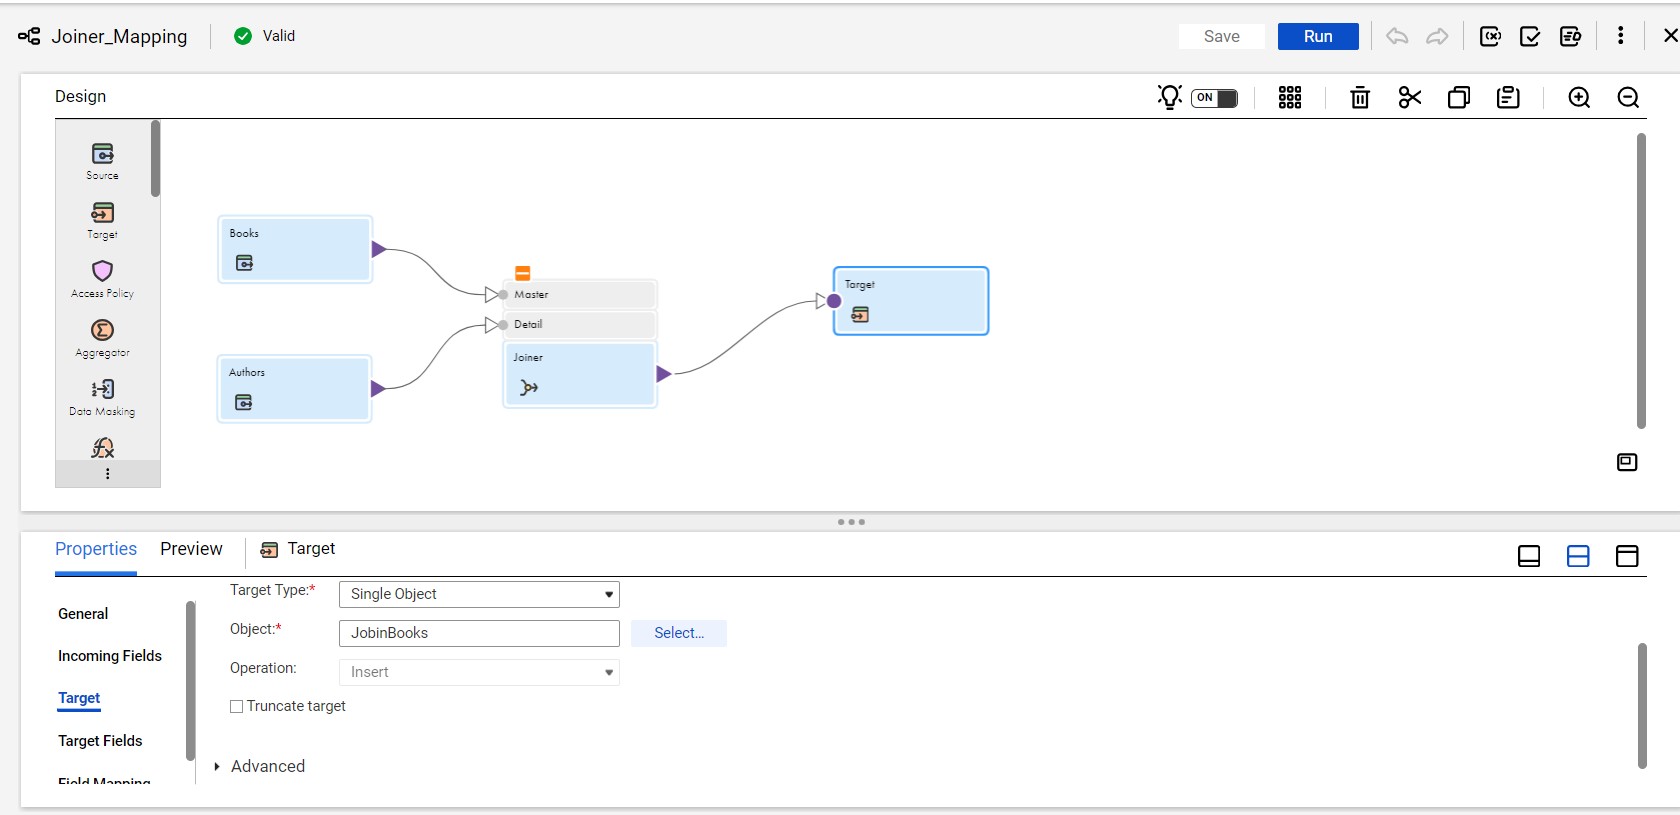 Joiner_Mapping
Valid
Save
Run
Design
ON
Source
Target
Access Policy
Aggregator
Data Masking
Books
Authors
Master
Detail
Joiner
Target
Properties
Preview
Target
General
Incoming Fields
Target
Target Fields
Field Mapping
Target Type:*
Single Object
Object:*
JobinBooks
Select...
Operation:
Insert
Truncate target
Advanced